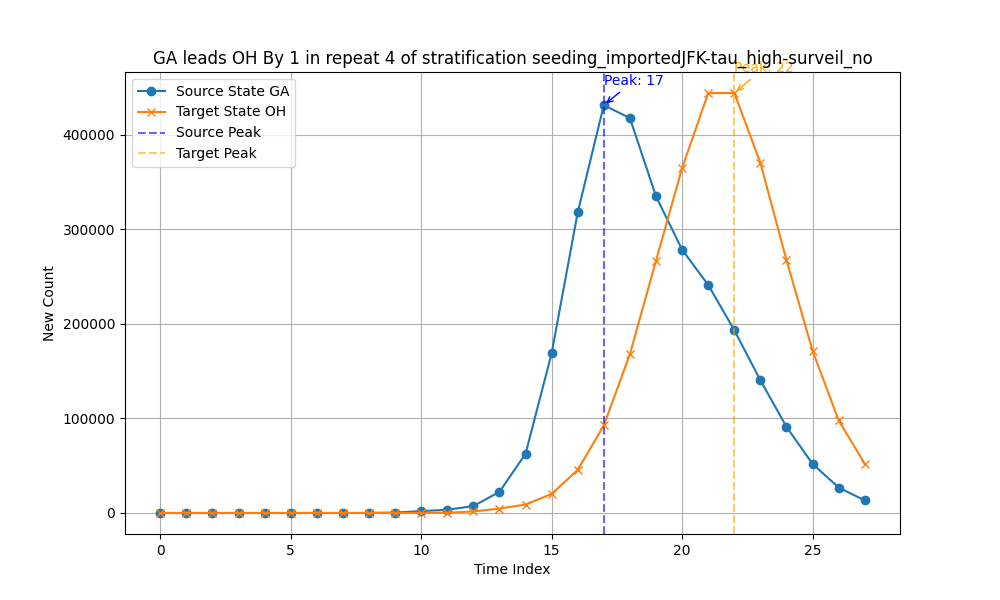 GA leads OH By 1 in repeat 4 of stratification seeding_importedJFK-tau_high-surveil_no
Peak: 22
Peak: 17
Source State GA
Target State OH
Source Peak
Target Peak
New Count
400000
300000
200000
100000
0
0 5 10 15 20 25
Time Index